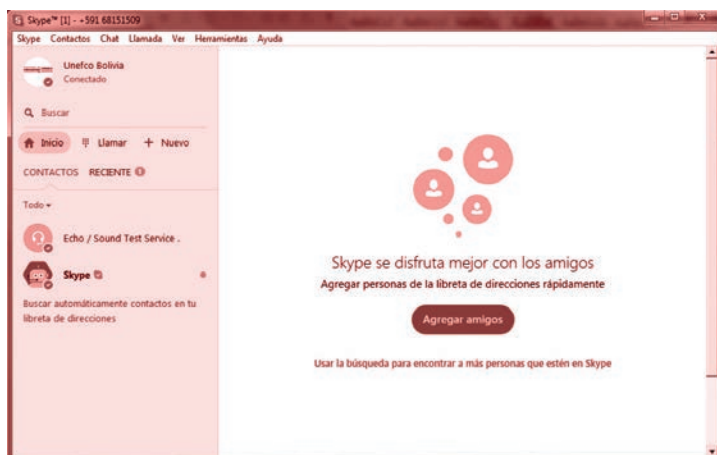 Skype™ [1] - +591 68151509
Skype Contactos Chat Llamada Ver Herramientas Ayuda
Unefco Bolivia
Conectado
Buscar
Inicio Llamar + Nuevo
CONTACTOS RECIENTE 1
Todo
Echo / Sound Test Service .
Skype
Buscar automáticamente contactos en tu
libreta de direcciones
Skype se disfruta mejor con los amigos
Agregar personas de la libreta de direcciones rápidamente
Agregar amigos
Usar la búsqueda para encontrar a más personas que estén en Skype